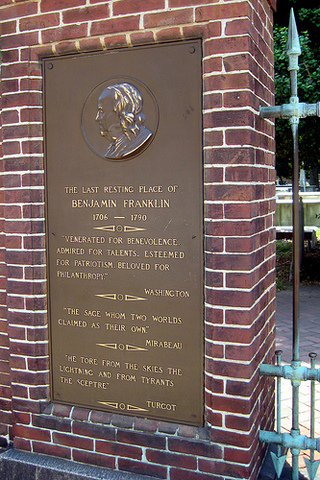 THE LAST RESTING PLACE OF
BENJAMIN FRANKLIN
1706 — 1790
"VENERATED FOR BENEVOLENCE,
ADMIRED FOR TALENTS, ESTEEMED
FOR PATRIOTISM, BELOVED FOR
PHILANTHROPY."
WASHINGTON
"THE SAGE WHOM TWO WORLDS
CLAIMED AS THEIR OWN"
MIRABEAU
"HE TORE FROM THE SKIES THE
LIGHTNING AND FROM TYRANTS
THE SCEPTRE"
TURGOT